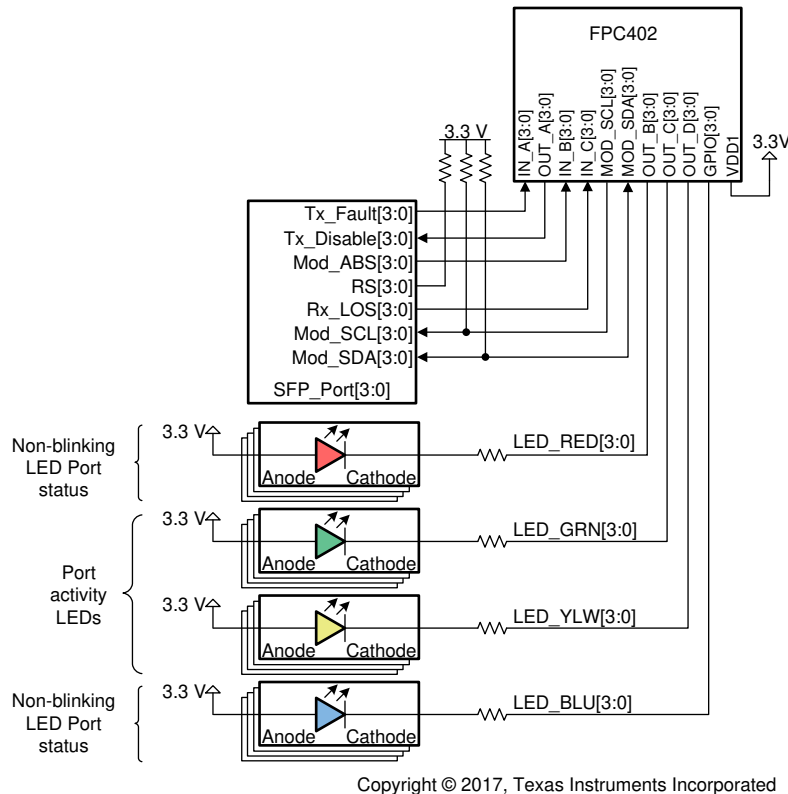 FPC402
IN_A[3:0]
OUT_A[3:0]
IN_B[3:0]
IN_C[3:0]
MOD_SCL[3:0]
MOD_SDA[3:0]
OUT_B[3:0]
OUT_C[3:0]
OUT_D[3:0]
GPIO[3:0]
VDD1
3.3V
3.3 V
Tx_Fault[3:0]
Tx_Disable[3:0]
Mod_ABS[3:0]
RS[3:0]
Rx_LOS[3:0]
Mod_SCL[3:0]
Mod_SDA[3:0]
SFP_Port[3:0]
Non-blinking
LED Port
status
3.3 V
Anode
Cathode
LED_RED[3:0]
Port
activity
LEDs
3.3 V
Anode
Cathode
LED_GRN[3:0]
3.3 V
Anode
Cathode
LED_YLW[3:0]
Non-blinking
LED Port
status
3.3 V
Anode
Cathode
LED_BLU[3:0]
Copyright © 2017, Texas Instruments Incorporated